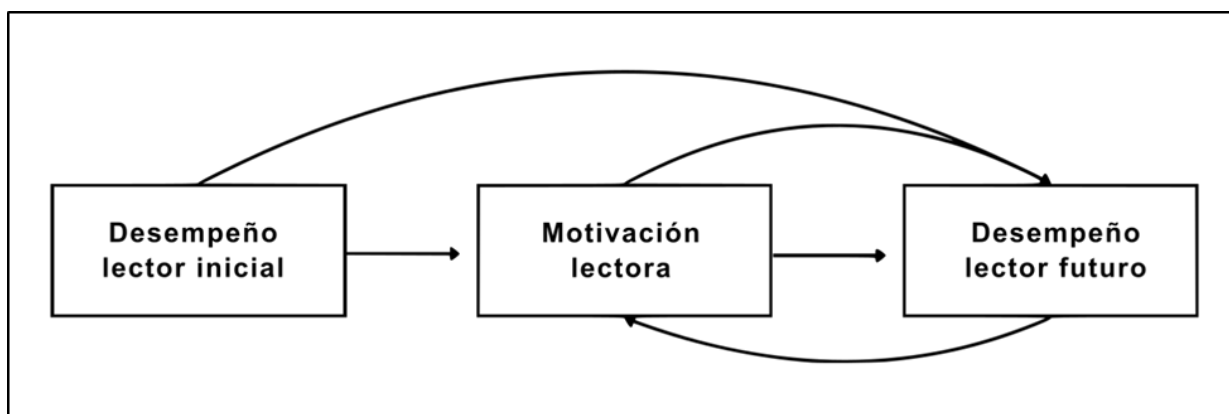 Desempeño
lector inicial
Motivación
lectora
Desempeño
lector futuro